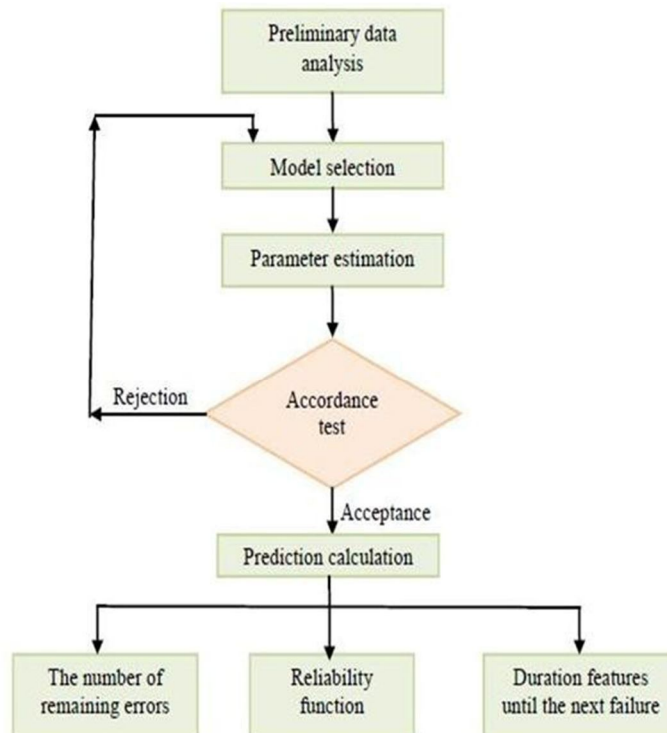 Preliminary data
analysis
Model selection
Parameter estimation
Rejection
Accordance
test
Acceptance
Prediction calculation
The number of
remaining errors
Reliability
function
Duration features
until the next failure